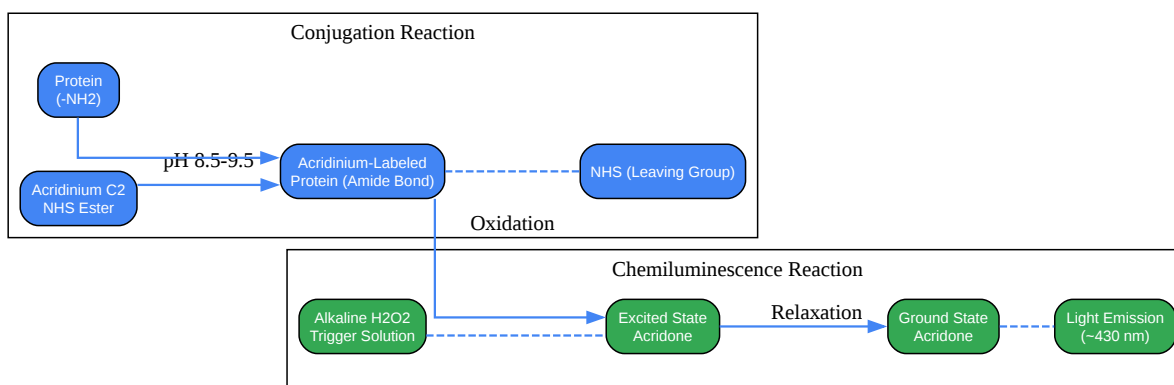 Conjugation Reaction
Protein
(-NH2)
pH 8.5-9.5
Acridinium C2
NHS Ester
Acridinium-Labeled
Protein (Amide Bond)
NHS (Leaving Group)
Oxidation
Chemiluminescence Reaction
Alkaline H2O2
Trigger Solution
Excited State
Acridone
Relaxation
Ground State
Acridone
Light Emission
(~430 nm)